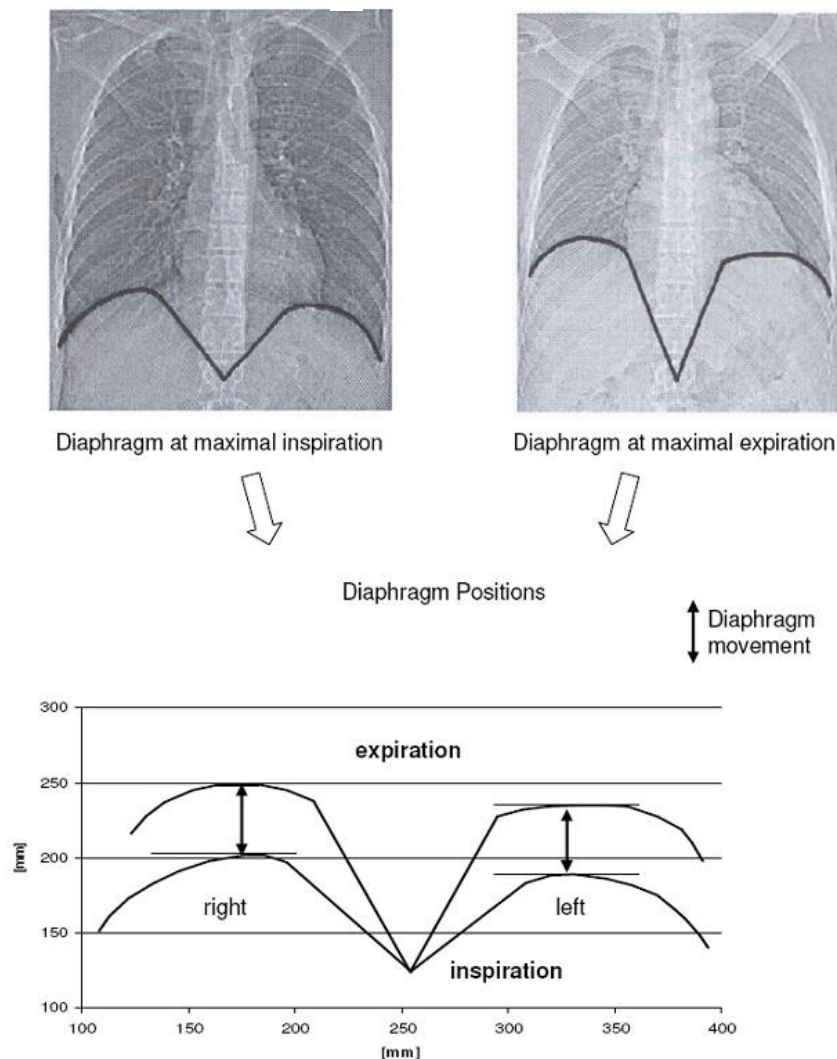 Diaphragm at maximal inspiration
Diaphragm at maximal expiration
Diaphragm Positions
Diaphragm
movement
300
250
200
150
100
[mm]
expiration
right
left
inspiration
100
150
200
250
300
350
400
[mm]